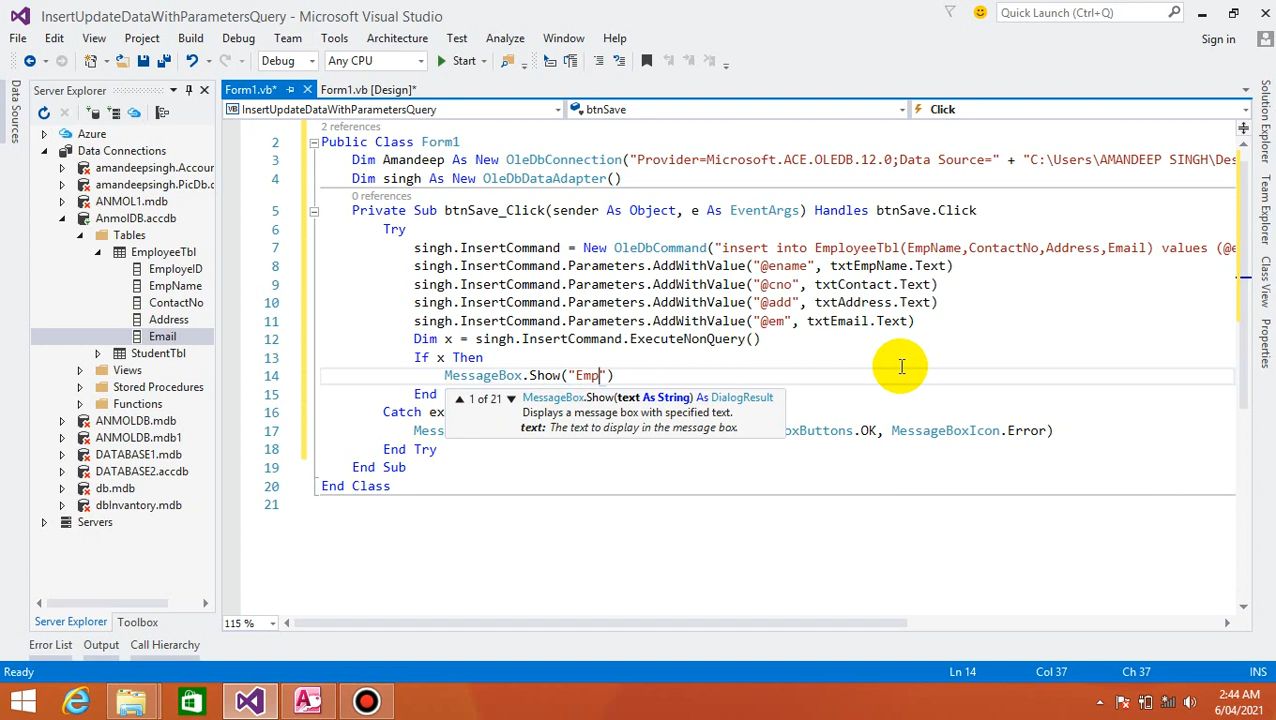 InsertUpdateDataWithParametersQuery - Microsoft Visual Studio
Quick Launch (Ctrl+Q)
File Edit View Project Build Debug Team Tools Architecture Test Analyze Window Help
Sign in
Debug Any CPU Start
Server Explorer
Form1.vb* Form1.vb [Design]*
InsertUpdateDataWithParametersQuery btnSave Click
Data Sources
Azure
Data Connections
amandeepsingh.Accour
amandeepsingh.PicDb.c
ANMOL1.mdb
AnmolDB.accdb
Tables
EmployeeTbl
EmployeID
EmpName
ContactNo
Address
Email
StudentTbl
Views
Stored Procedures
Functions
ANMOLDB.mdb
ANMOLDB.mdb1
DATABASE1.mdb
DATABASE2.accdb
db.mdb
dbInvantory.mdb
Servers
2 references
2 Public Class Form1
3 Dim Amandeep As New OleDbConnection("Provider=Microsoft.ACE.OLEDB.12.0;Data Source=" + "C:\Users\AMANDEEP SINGH\Des
4 Dim singh As New OleDbDataAdapter()
0 references
5 Private Sub btnSave_Click(sender As Object, e As EventArgs) Handles btnSave.Click
6 Try
7 singh.InsertCommand = New OleDbCommand("insert into EmployeeTbl(EmpName,ContactNo,Address,Email) values (@e
8 singh.InsertCommand.Parameters.AddWithValue("@ename", txtEmpName.Text)
9 singh.InsertCommand.Parameters.AddWithValue("@cno", txtContact.Text)
10 singh.InsertCommand.Parameters.AddWithValue("@add", txtAddress.Text)
11 singh.InsertCommand.Parameters.AddWithValue("@em", txtEmail.Text)
12 Dim x = singh.InsertCommand.ExecuteNonQuery()
13 If x Then
14 MessageBox.Show("Emp")
15 End
1 of 21 MessageBox.Show(text As String) As DialogResult
Displays a message box with specified text.
text: The text to display in the message box.
16 Catch ex
17 Mess oxButtons.OK, MessageBoxIcon.Error)
18 End Try
19 End Sub
20 End Class
21
Solution Explorer
Team Explorer
Class View
Properties
Server Explorer Toolbox
115 %
Error List Output Call Hierarchy
Ready Ln 14 Col 37 Ch 37 INS
2:44 AM
6/04/2021